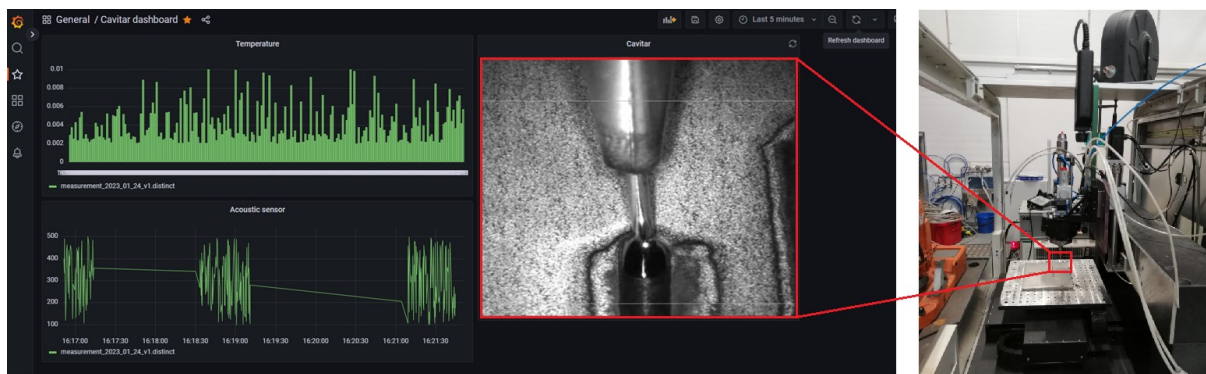 General / Cavitar dashboard
Last 5 minutes
Refresh dashboard
Temperature
0.01
0.008
0.006
0.004
0.002
0
measurement_2023_01_24_v1.distinct
Acoustic sensor
500
400
300
200
100
16:17:00 16:17:30 16:18:00 16:18:30 16:19:00 16:19:30 16:20:00 16:20:30 16:21:00 16:21:30
measurement_2023_01_24_v1.distinct
Cavitar